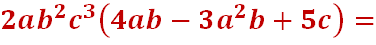 2ab²c³(4ab − 3a²b + 5c) =